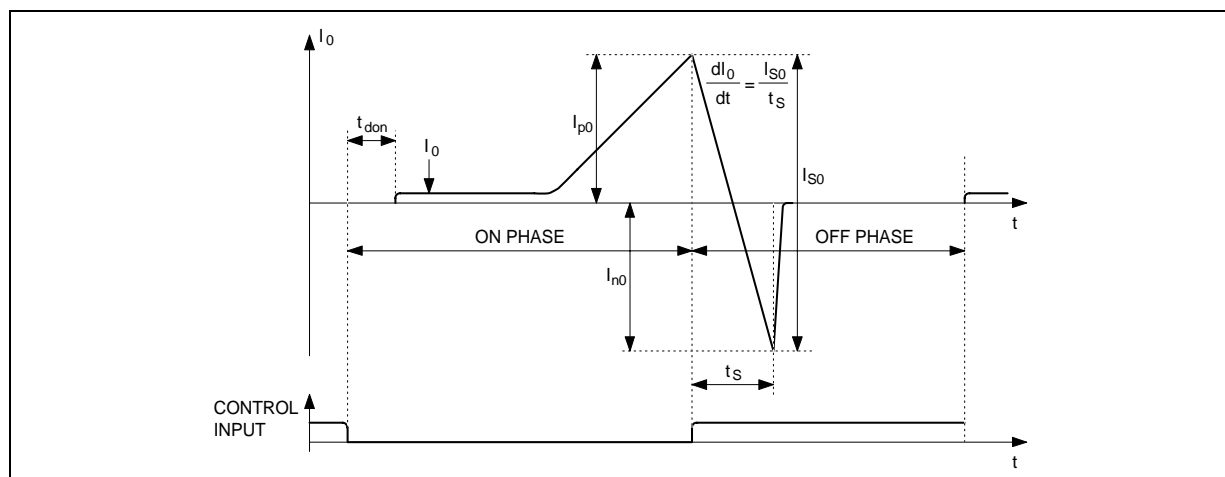 I0
dI0
dt
=
IS0
tS
tdon
Ip0
I0
IS0
t
ON PHASE
OFF PHASE
In0
tS
CONTROL
INPUT
t